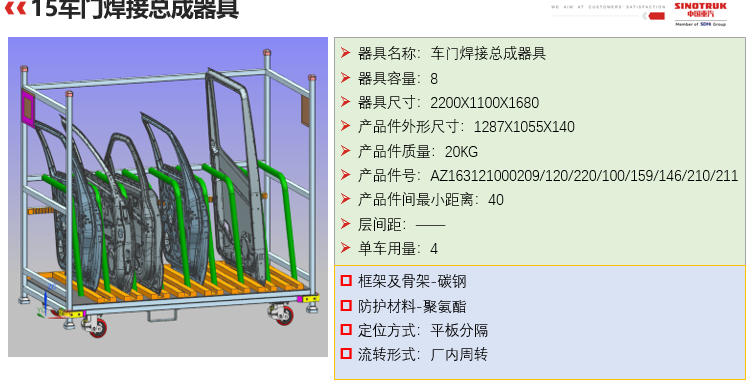 15车门焊接总成器具
WE AIM AT CUSTOMERS' SATISFACTION
SINOTRUK
中国重汽
Member of SDHI Group
器具名称：车门焊接总成器具
器具容量：8
器具尺寸：2200X1100X1680
产品件外形尺寸：1287X1055X140
产品件质量：20KG
产品件号：AZ163121000209/120/220/100/159/146/210/211
产品件间最小距离：40
层间距：——
单车用量：4
框架及骨架-碳钢
防护材料-聚氨酯
定位方式：平板分隔
流转形式：厂内周转